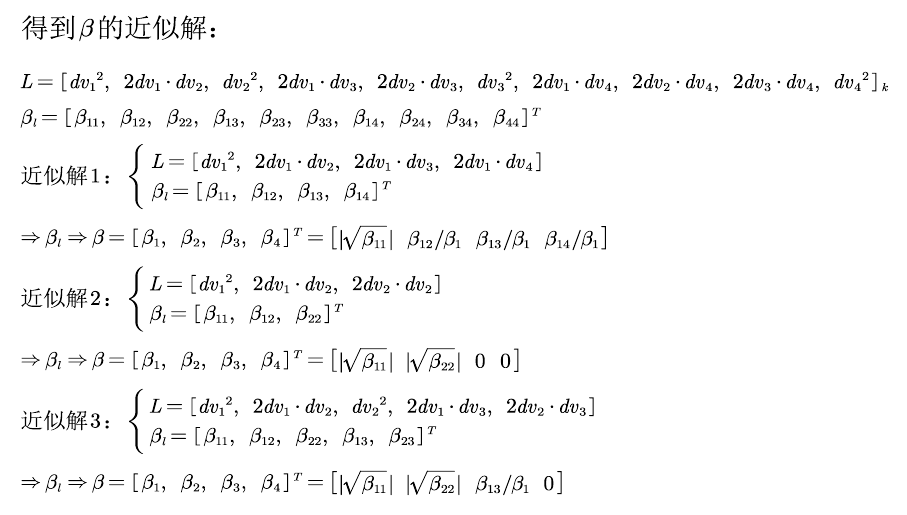 得到β的近似解：
L=[dv₁², 2dv₁·dv₂, dv₂², 2dv₁·dv₃, 2dv₂·dv₃, dv₃², 2dv₁·dv₄, 2dv₂·dv₄, 2dv₃·dv₄, dv₄²]ₖ
βₗ=[β₁₁, β₁₂, β₂₂, β₁₃, β₂₃, β₃₃, β₁₄, β₂₄, β₃₄, β₄₄]ᵀ
近似解1：{ L=[dv₁², 2dv₁·dv₂, 2dv₁·dv₃, 2dv₁·dv₄]
βₗ=[β₁₁, β₁₂, β₁₃, β₁₄]ᵀ
⇒βₗ⇒β=[β₁, β₂, β₃, β₄]ᵀ=[|√β₁₁| β₁₂/β₁ β₁₃/β₁ β₁₄/β₁]
近似解2：{ L=[dv₁², 2dv₁·dv₂, 2dv₂·dv₂]
βₗ=[β₁₁, β₁₂, β₂₂]ᵀ
⇒βₗ⇒β=[β₁, β₂, β₃, β₄]ᵀ=[|√β₁₁| |√β₂₂| 0 0]
近似解3：{ L=[dv₁², 2dv₁·dv₂, dv₂², 2dv₁·dv₃, 2dv₂·dv₃]
βₗ=[β₁₁, β₁₂, β₂₂, β₁₃, β₂₃]ᵀ
⇒βₗ⇒β=[β₁, β₂, β₃, β₄]ᵀ=[|√β₁₁| |√β₂₂| β₁₃/β₁ 0]